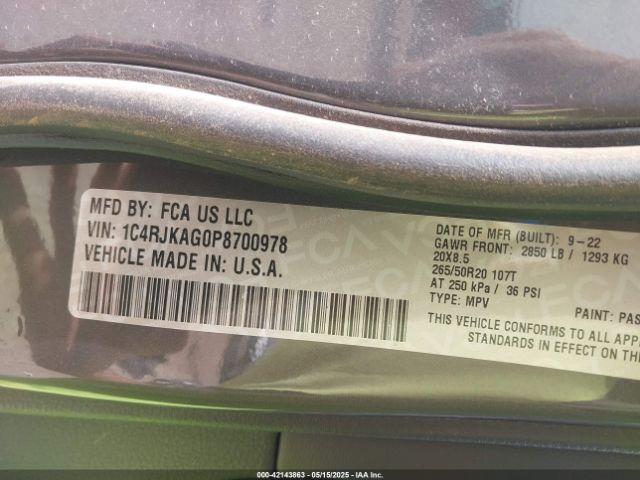 MFD BY: FCA US LLC
VIN: 1C4RJKAG0P8700978
VEHICLE MADE IN: U.S.A.
DATE OF MFR (BUILT): 9-22
GAWR FRONT: 2850 LB / 1293 KG
20X8.5
265/50R20 107T
AT 250 kPa / 36 PSI
TYPE: MPV
PAINT: PAS
THIS VEHICLE CONFORMS TO ALL APP
STANDARDS IN EFFECT ON THE
000-42143863 - 05/15/2025 - IAAI, Inc.